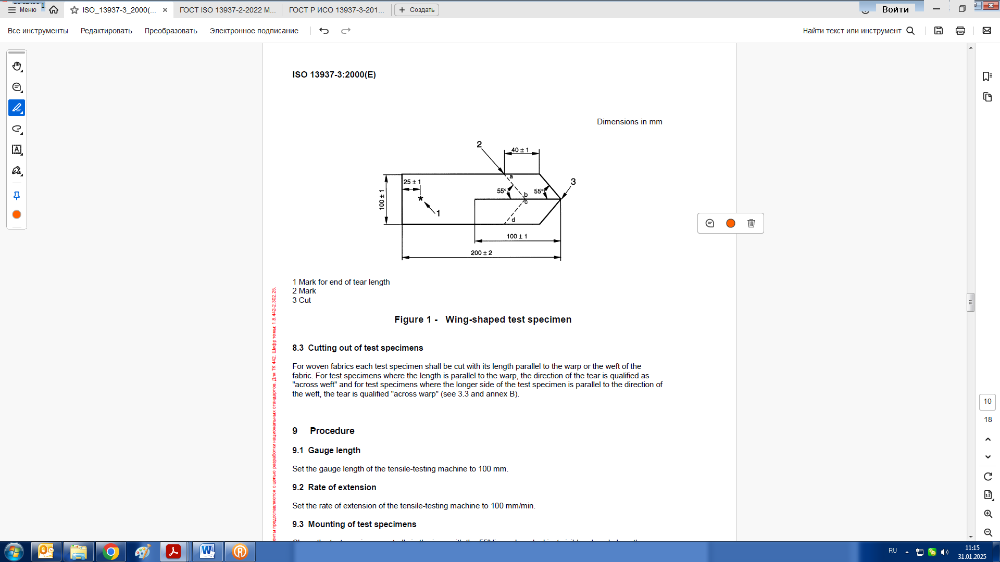 Меню
ISO_13937-3_2000(...
ГОСТ ISO 13937-2-2022 М...
ГОСТ Р ИСО 13937-3-201...
Создать
Войти
Все инструменты
Редактировать
Преобразовать
Электронное подписание
Найти текст или инструмент
ISO 13937-3:2000(E)
Dimensions in mm
2
40 ± 1
a
3
25 ± 1
55°
b
55°
100 ± 1
*
c
1
d
100 ± 1
200 ± 2
1 Mark for end of tear length
2 Mark
3 Cut
Figure 1 - Wing-shaped test specimen
8.3 Cutting out of test specimens
For woven fabrics each test specimen shall be cut with its length parallel to the warp or the weft of the
fabric. For test specimens where the length is parallel to the warp, the direction of the tear is qualified as
"across weft" and for test specimens where the longer side of the test specimen is parallel to the direction of
the weft, the tear is qualified "across warp" (see 3.3 and annex B).
9 Procedure
9.1 Gauge length
Set the gauge length of the tensile-testing machine to 100 mm.
9.2 Rate of extension
Set the rate of extension of the tensile-testing machine to 100 mm/min.
9.3 Mounting of test specimens
предоставляются с целью разработки национальных стандартов. Для ТК 442. Шифр темы: 1.8.442-2.302.25.
10
18
1:1
RU
11:15
31.01.2025